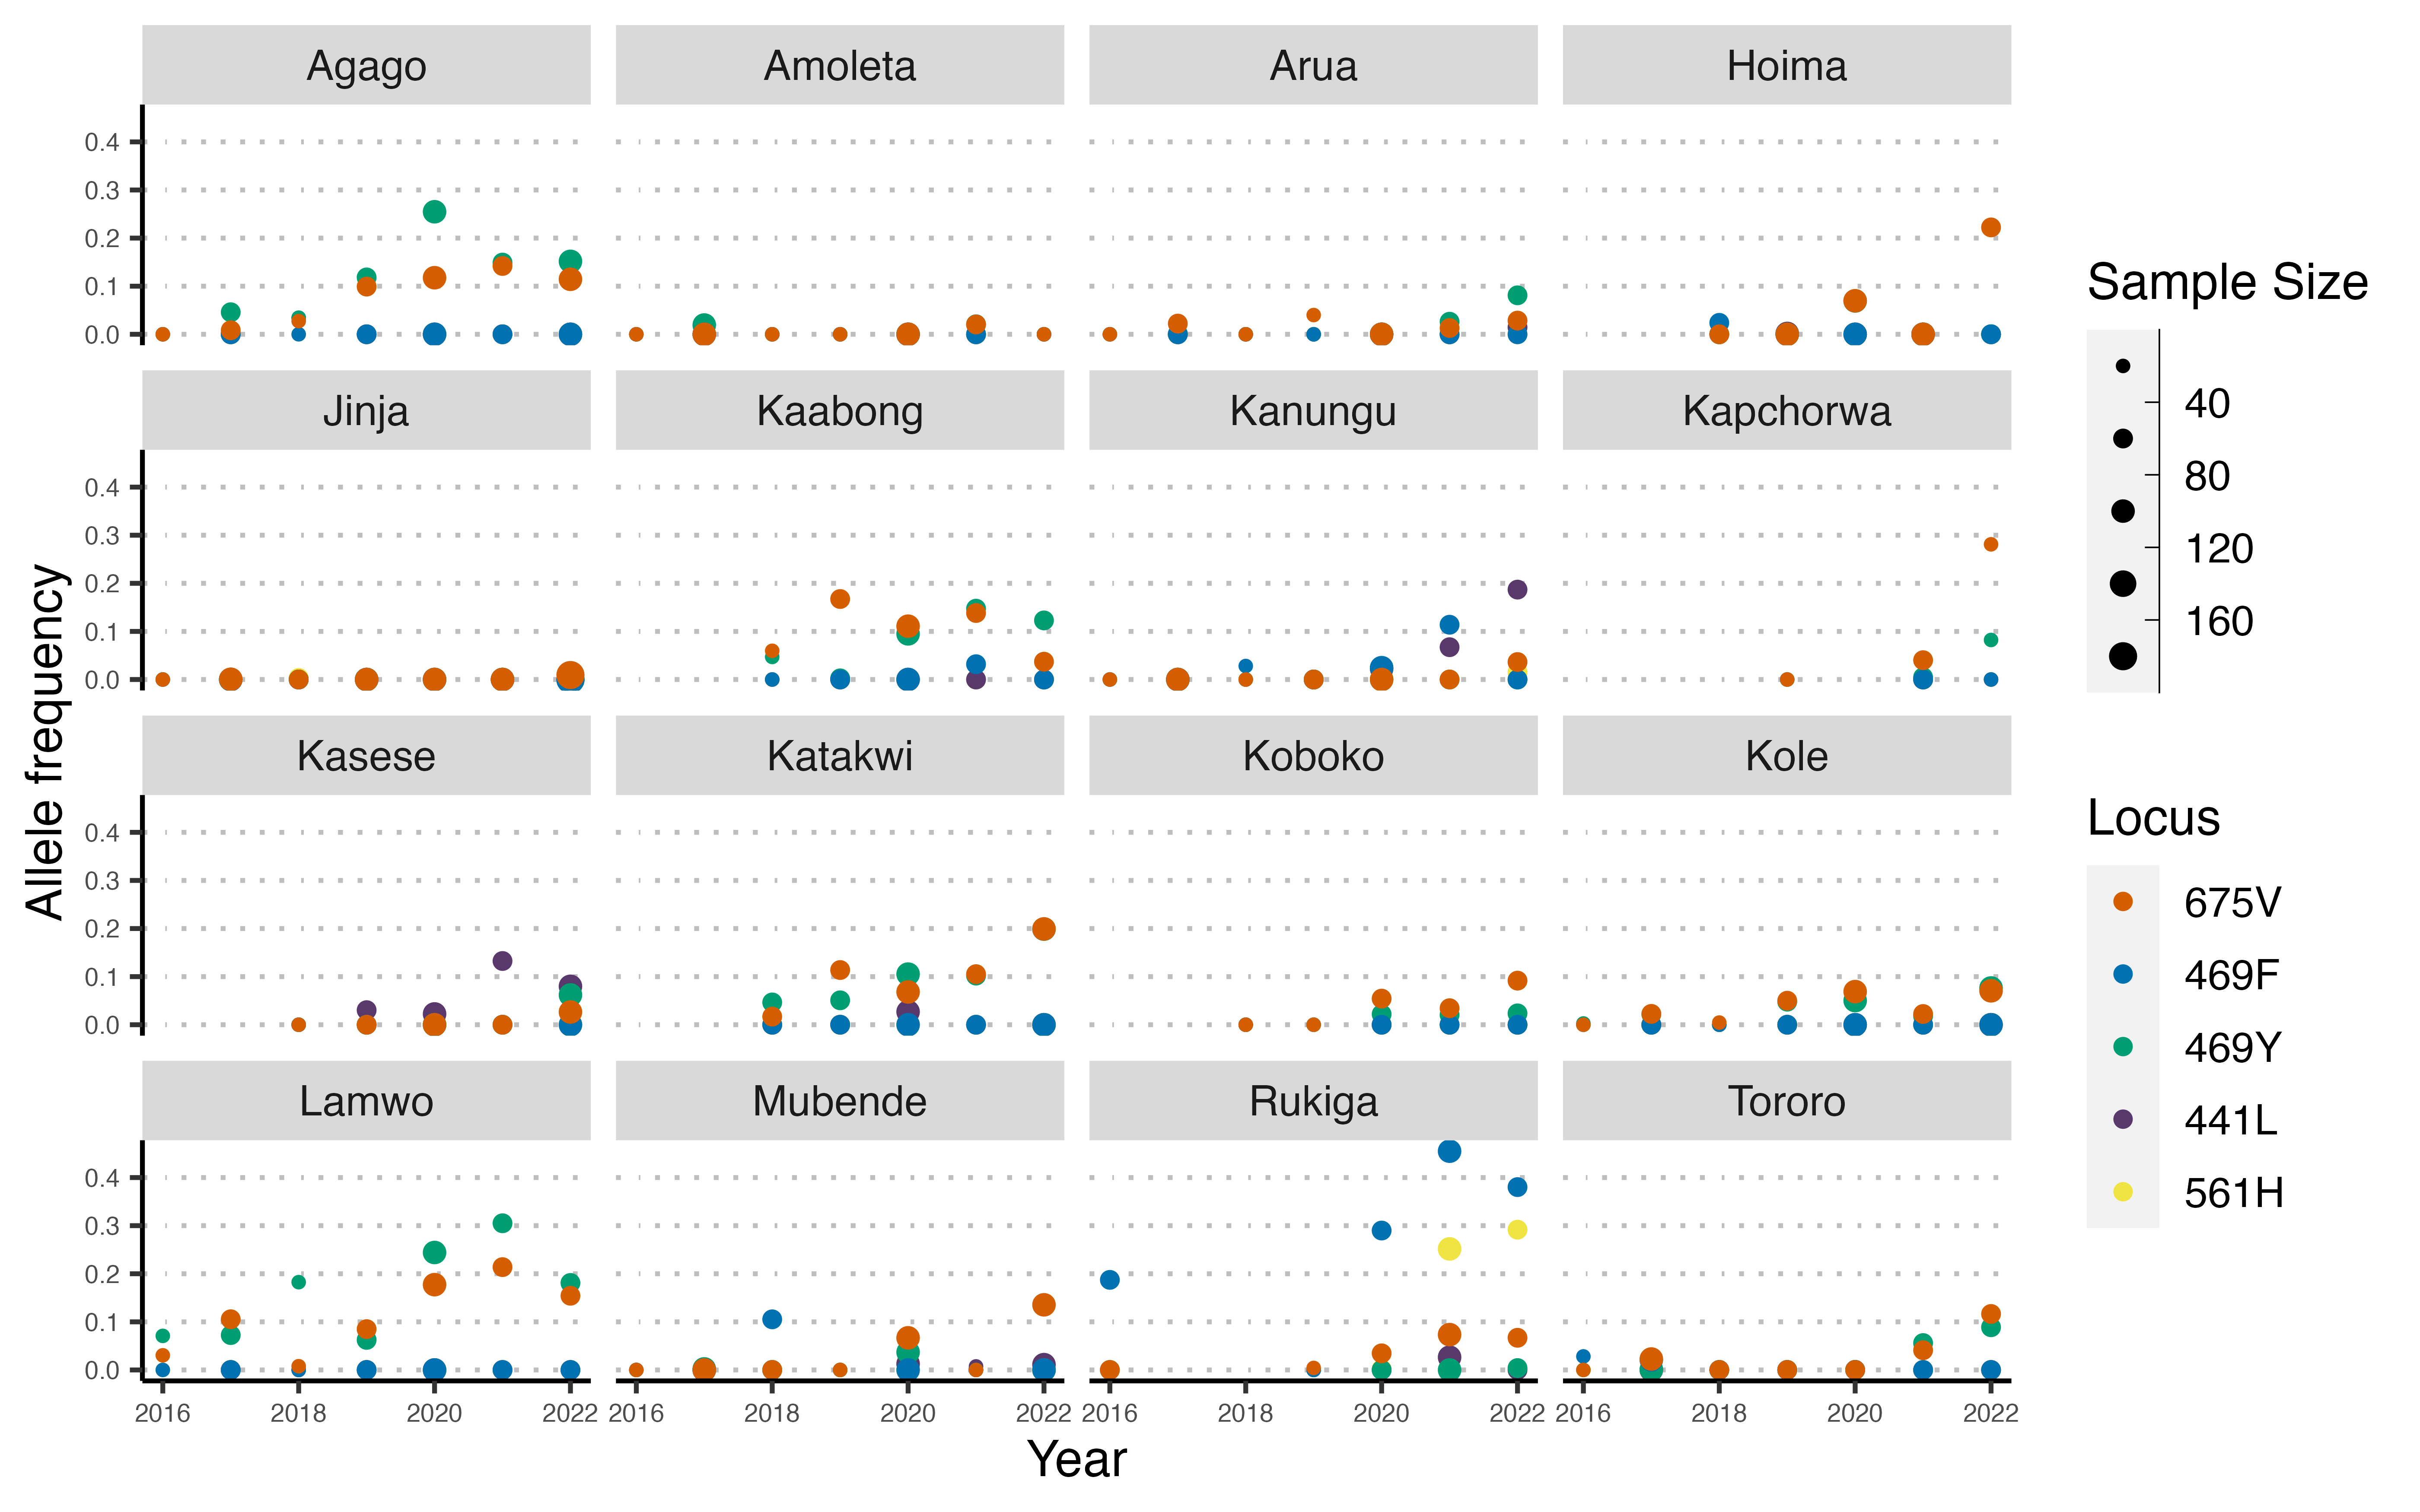 Agago Amoleta Arua Hoima
0.4
0.3
0.2
0.1
0.0
Jinja Kaabong Kanungu Kapchorwa
0.4
0.3
0.2
0.1
0.0
Kasese Katakwi Koboko Kole
0.4
0.3
0.2
0.1
0.0
Lamwo Mubende Rukiga Tororo
0.4
0.3
0.2
0.1
0.0
2016 2018 2020 2022 2016 2018 2020 2022 2016 2018 2020 2022 2016 2018 2020 2022
Year
Allele frequency
Sample Size
40
80
120
160
Locus
675V
469F
469Y
441L
561H